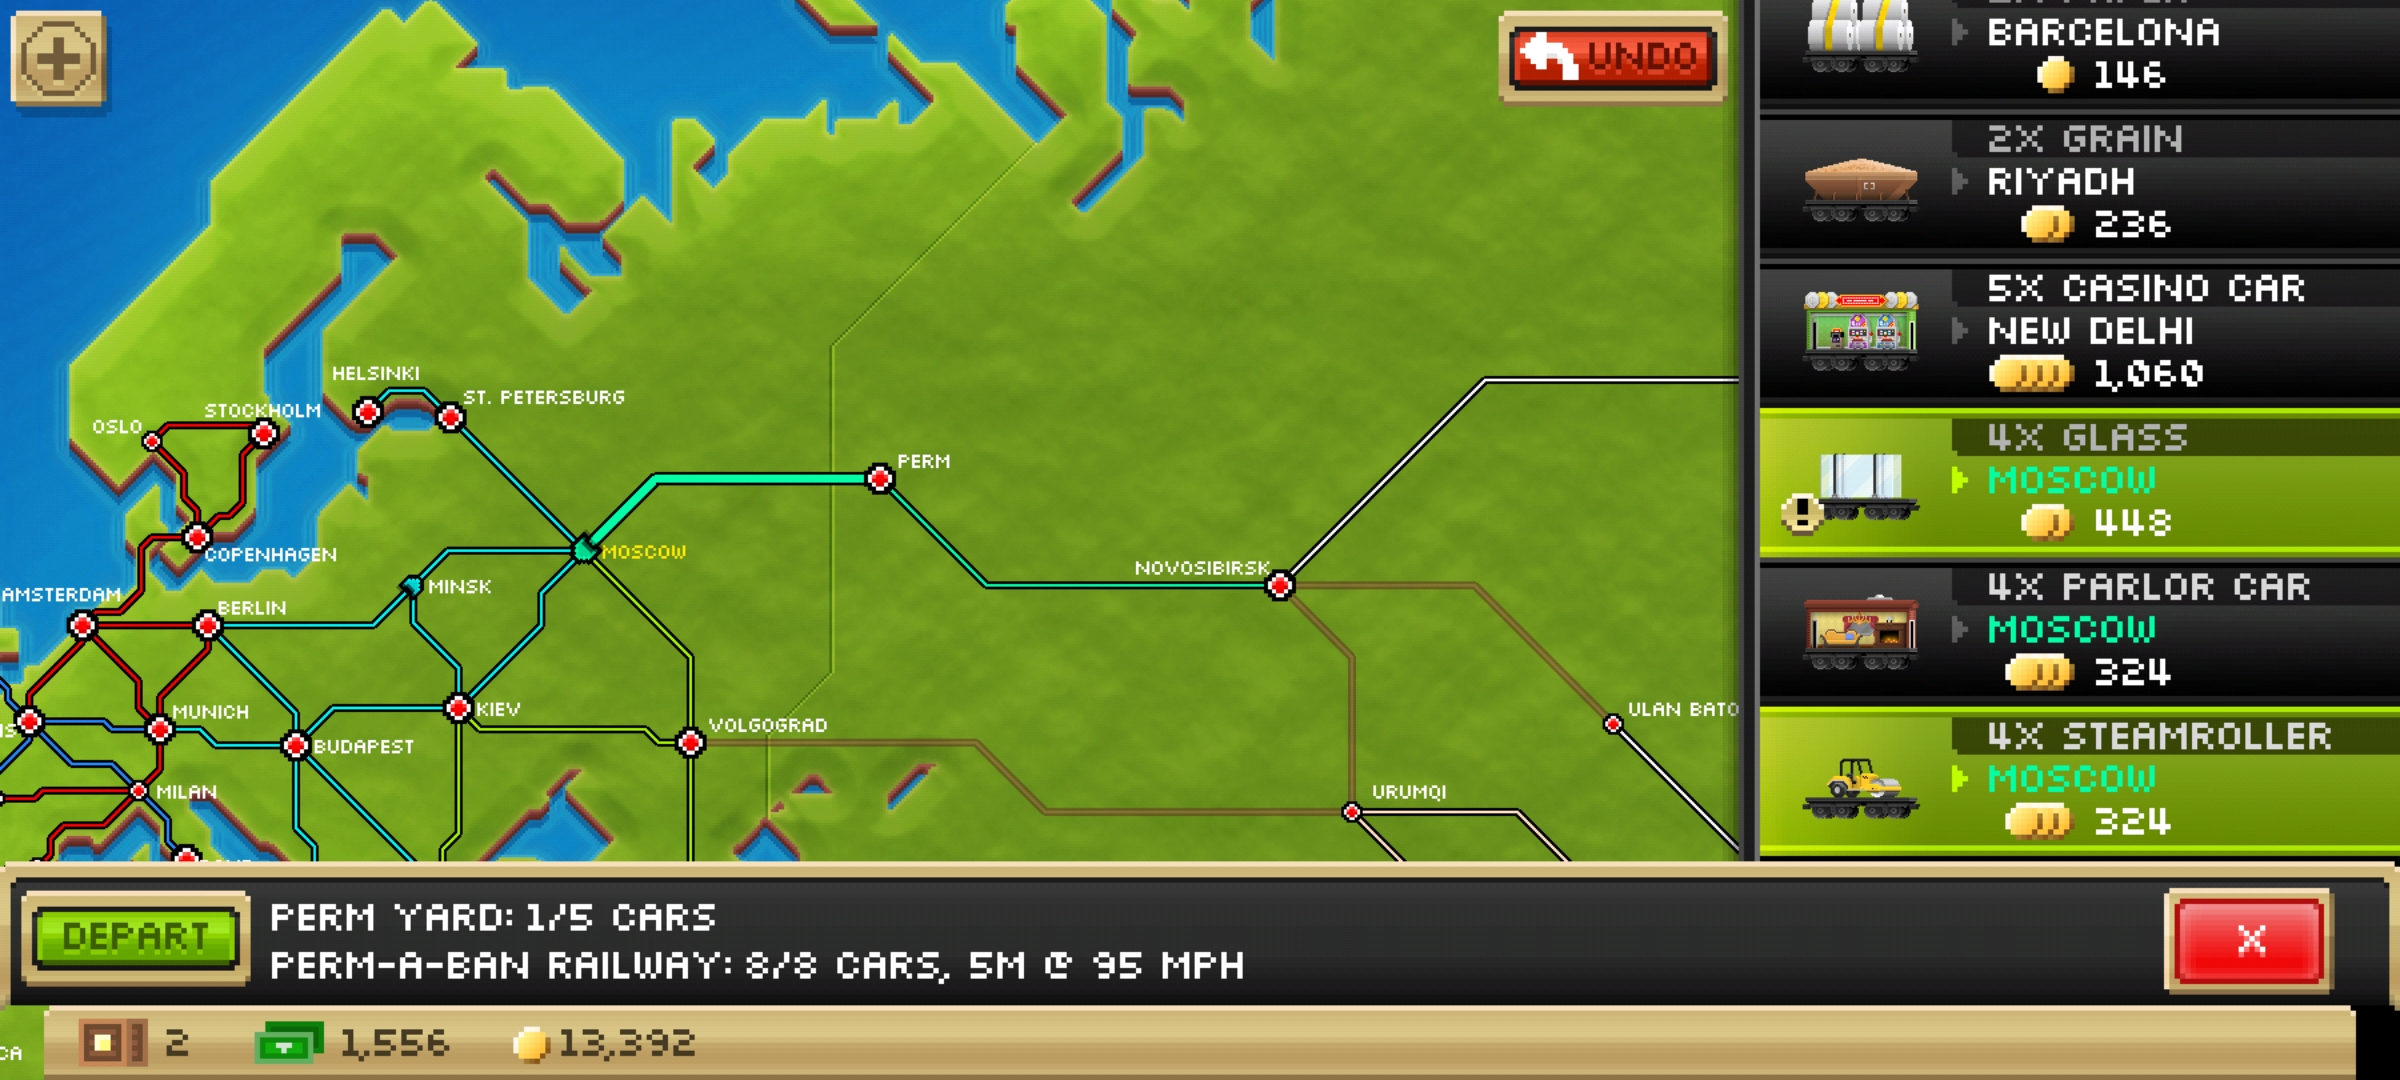 UNDO
HELSINKI
ST. PETERSBURG
STOCKHOLM
OSLO
PERM
COPENHAGEN
MOSCOW
NOVOSIBIRSK
MINSK
AMSTERDAM
BERLIN
MUNICH
KIEV
ULAN BATO
BUDAPEST
VOLGOGRAD
MILAN
URUMQI
BARCELONA
146
2X GRAIN
RIYADH
236
5X CASINO CAR
NEW DELHI
1,060
4X GLASS
MOSCOW
448
4X PARLOR CAR
MOSCOW
324
4X STEAMROLLER
MOSCOW
324
DEPART
PERM YARD: 1/5 CARS
PERM-A-BAN RAILWAY: 8/8 CARS, 5M @ 95 MPH
X
2
1,556
13,392
CA